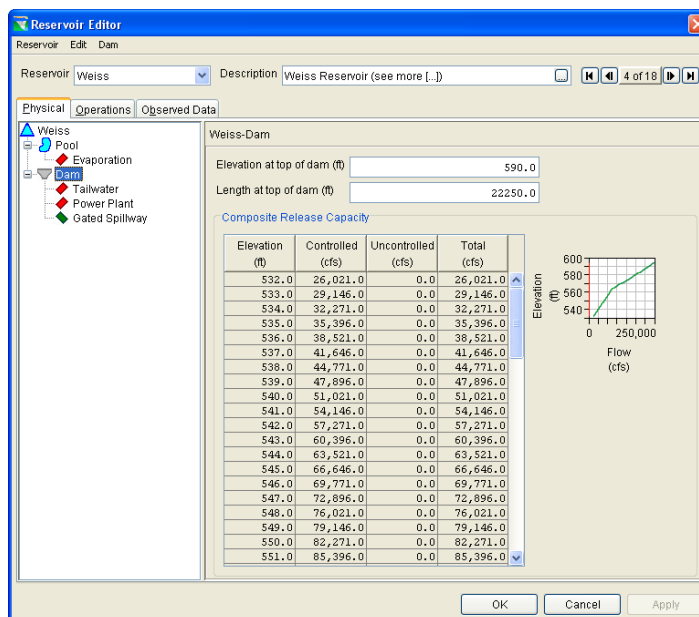 Reservoir Editor
Reservoir Edit Dam
Reservoir Weiss Description Weiss Reservoir (see more [...]) ... 4 of 18
Physical Operations Observed Data
Weiss
Pool
Evaporation
Dam
Tailwater
Power Plant
Gated Spillway
Weiss-Dam
Elevation at top of dam (ft) 590.0
Length at top of dam (ft) 22250.0
Composite Release Capacity
Elevation Controlled Uncontrolled Total
(ft) (cfs) (cfs) (cfs)
532.0 26,021.0 0.0 26,021.0
533.0 29,146.0 0.0 29,146.0
534.0 32,271.0 0.0 32,271.0
535.0 35,396.0 0.0 35,396.0
536.0 38,521.0 0.0 38,521.0
537.0 41,646.0 0.0 41,646.0
538.0 44,771.0 0.0 44,771.0
539.0 47,896.0 0.0 47,896.0
540.0 51,021.0 0.0 51,021.0
541.0 54,146.0 0.0 54,146.0
542.0 57,271.0 0.0 57,271.0
543.0 60,396.0 0.0 60,396.0
544.0 63,521.0 0.0 63,521.0
545.0 66,646.0 0.0 66,646.0
546.0 69,771.0 0.0 69,771.0
547.0 72,896.0 0.0 72,896.0
548.0 76,021.0 0.0 76,021.0
549.0 79,146.0 0.0 79,146.0
550.0 82,271.0 0.0 82,271.0
551.0 85,396.0 0.0 85,396.0
Elevation
(ft)
600
580
560
540
0 250,000
Flow
(cfs)
OK Cancel Apply